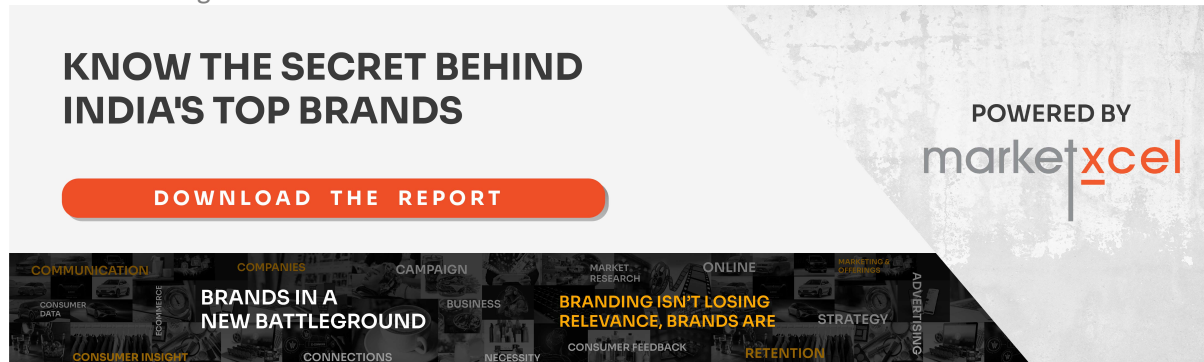 KNOW THE SECRET BEHIND
INDIA'S TOP BRANDS
DOWNLOAD THE REPORT
POWERED BY
marketxcel
COMMUNICATION
COMPANIES
CAMPAIGN
MARKET
RESEARCH
ONLINE
MARKETING &
OFFERINGS
CONSUMER
DATA
ECOMMERCE
BRANDS IN A
NEW BATTLEGROUND
BUSINESS
BRANDING ISN'T LOSING
RELEVANCE, BRANDS ARE
STRATEGY
ADVERTISING
CONSUMER INSIGHT
CONNECTIONS
NECESSITY
CONSUMER FEEDBACK
RETENTION